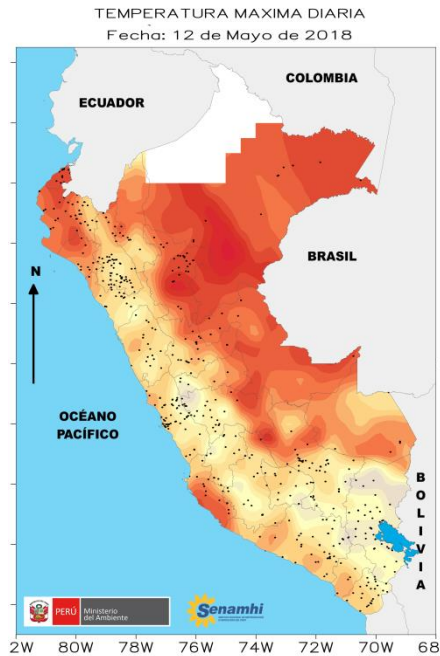 TEMPERATURA MAXIMA DIARIA
Fecha: 12 de Mayo de 2018
COLOMBIA
ECUADOR
BRASIL
N
OCÉANO
PACÍFICO
BOLIVIA
PERÚ
Ministerio
del Ambiente
Senamhi
2W 80W 78W 76W 74W 72W 70W 68